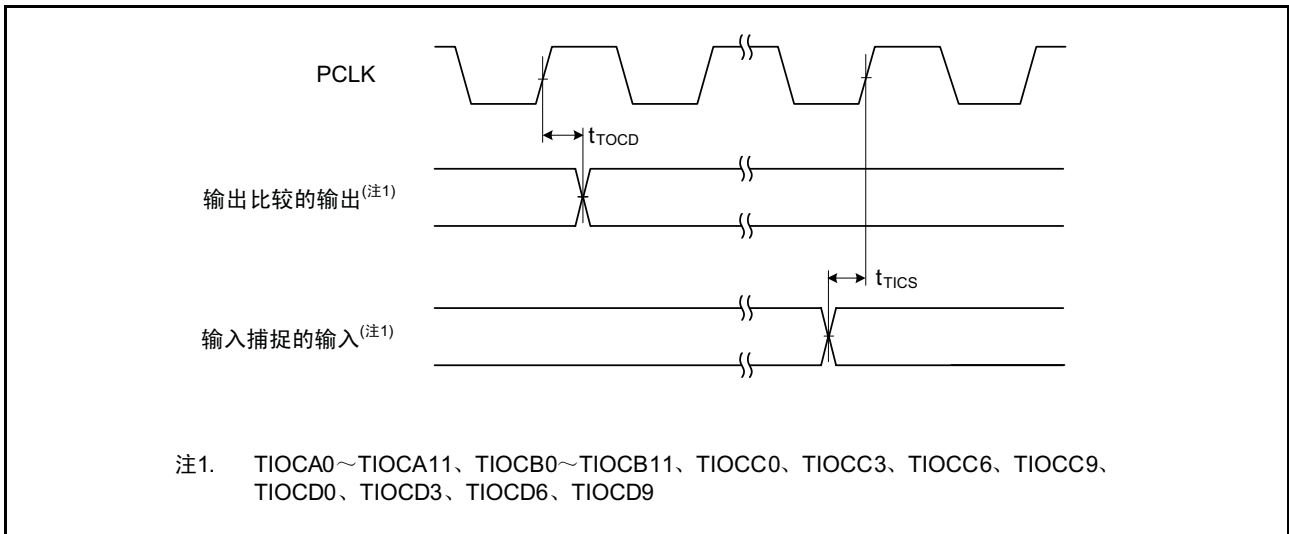 PCLK
tTOCD
输出比较的输出(注1)
tTICS
输入捕捉的输入(注1)
注1. TIOCA0～TIOCA11、TIOCB0～TIOCB11、TIOCC0、TIOCC3、TIOCC6、TIOCC9、
TIOCD0、TIOCD3、TIOCD6、TIOCD9